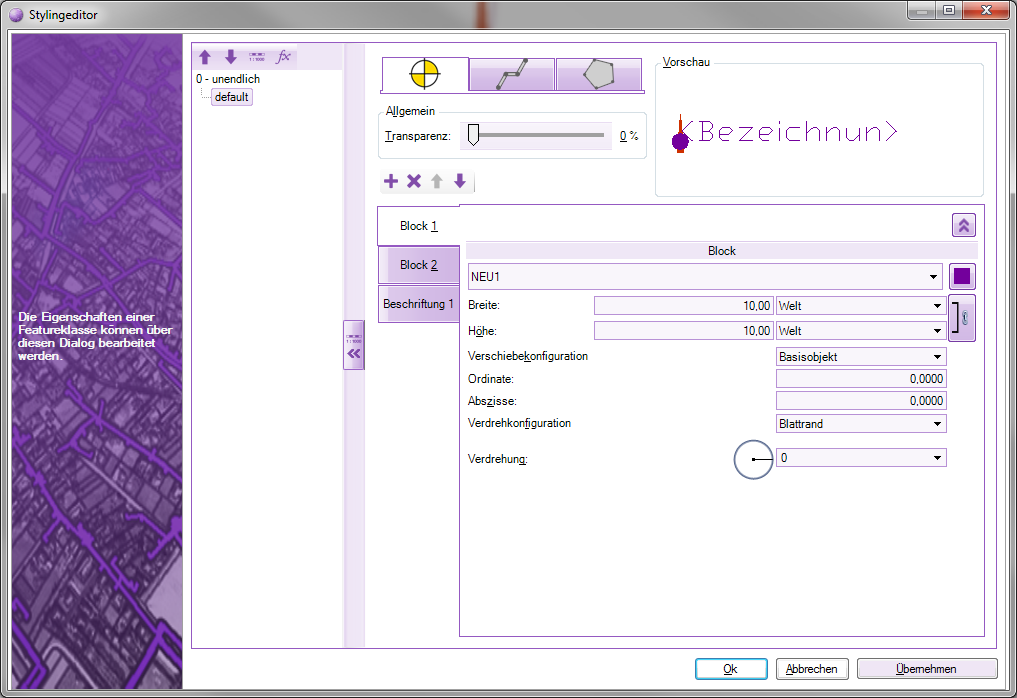 Stylingeditor
Die Eigenschaften einer
Featureklasse können über
diesen Dialog bearbeitet
werden.
1:1000
fx
0 - unendlich
default
1:1000
Allgemein
Transparenz:
0 %
Vorschau
<Bezeichnun>
Block 1
Block 2
Beschriftung 1
Block
NEU1
Breite:
10,00
Welt
Höhe:
10,00
Welt
Verschiebekonfiguration
Basisobjekt
Ordinate:
0,0000
Abszisse:
0,0000
Verdrehkonfiguration
Blattrand
Verdrehung:
0
Ok
Abbrechen
Übernehmen